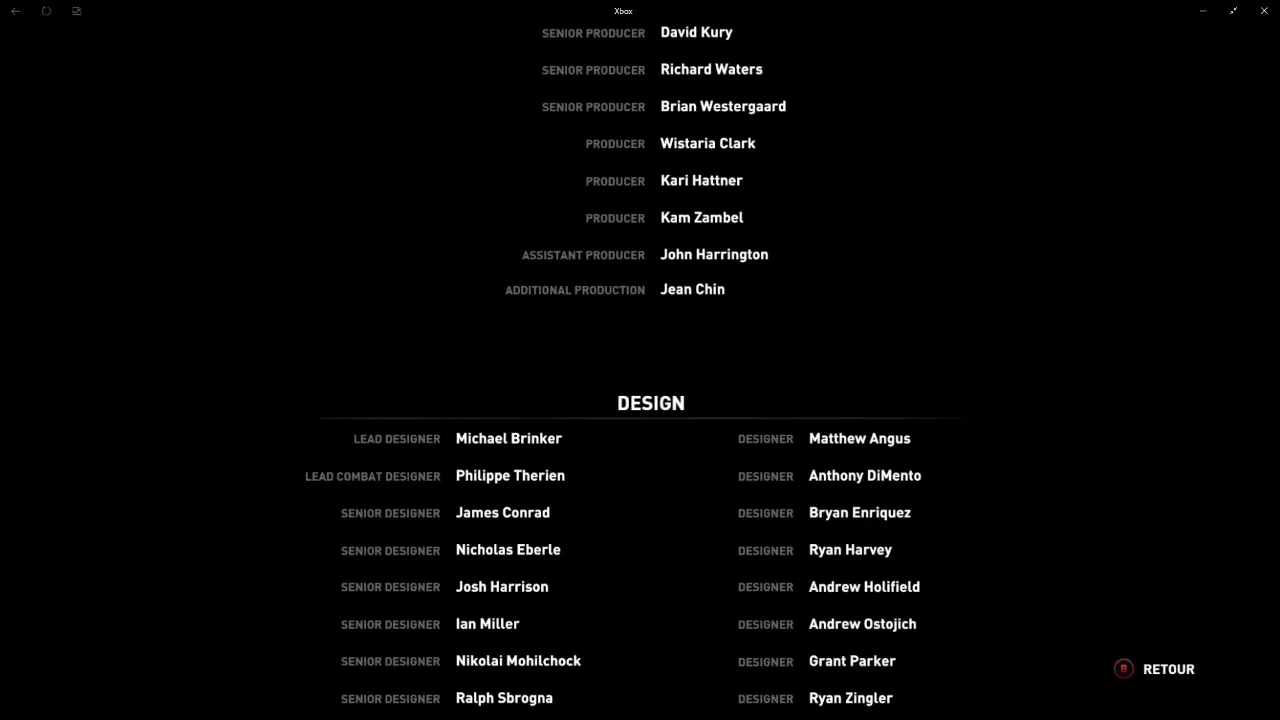 Xbox
SENIOR PRODUCER David Kury
SENIOR PRODUCER Richard Waters
SENIOR PRODUCER Brian Westergaard
PRODUCER Wistaria Clark
PRODUCER Kari Hattner
PRODUCER Kam Zambel
ASSISTANT PRODUCER John Harrington
ADDITIONAL PRODUCTION Jean Chin
DESIGN
LEAD DESIGNER Michael Brinker
LEAD COMBAT DESIGNER Philippe Therien
SENIOR DESIGNER James Conrad
SENIOR DESIGNER Nicholas Eberle
SENIOR DESIGNER Josh Harrison
SENIOR DESIGNER Ian Miller
SENIOR DESIGNER Nikolai Mohilchock
SENIOR DESIGNER Ralph Sbrogna
DESIGNER Matthew Angus
DESIGNER Anthony DiMento
DESIGNER Bryan Enriquez
DESIGNER Ryan Harvey
DESIGNER Andrew Holifield
DESIGNER Andrew Ostojich
DESIGNER Grant Parker
DESIGNER Ryan Zingler
B RETOUR